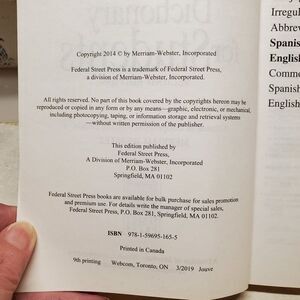 Copyright 2014 © by Merriam-Webster, Incorporated
Federal Street Press is a trademark of Federal Street Press,
a division of Merriam-Webster, Incorporated.
All rights reserved. No part of this book covered by the copyrights hereon may be
reproduced or copied in any form or by any means—graphic, electronic, or mechanical,
including photocopying, taping, or information storage and retrieval systems
—without written permission of the publisher.
This edition published by
Federal Street Press,
A Division of Merriam-Webster, Incorporated
P.O. Box 281
Springfield, MA 01102
Federal Street Press books are available for bulk purchase for sales promotion
and premium use. For details write the manager of special sales,
Federal Street Press, P.O. Box 281, Springfield, MA 01102
ISBN 978-1-59695-165-5
Printed in Canada
9th printing Webcom, Toronto, ON 3/2019 Jouve
Irregul
Abbrev
Spanis
English
Comm
Spanis
English